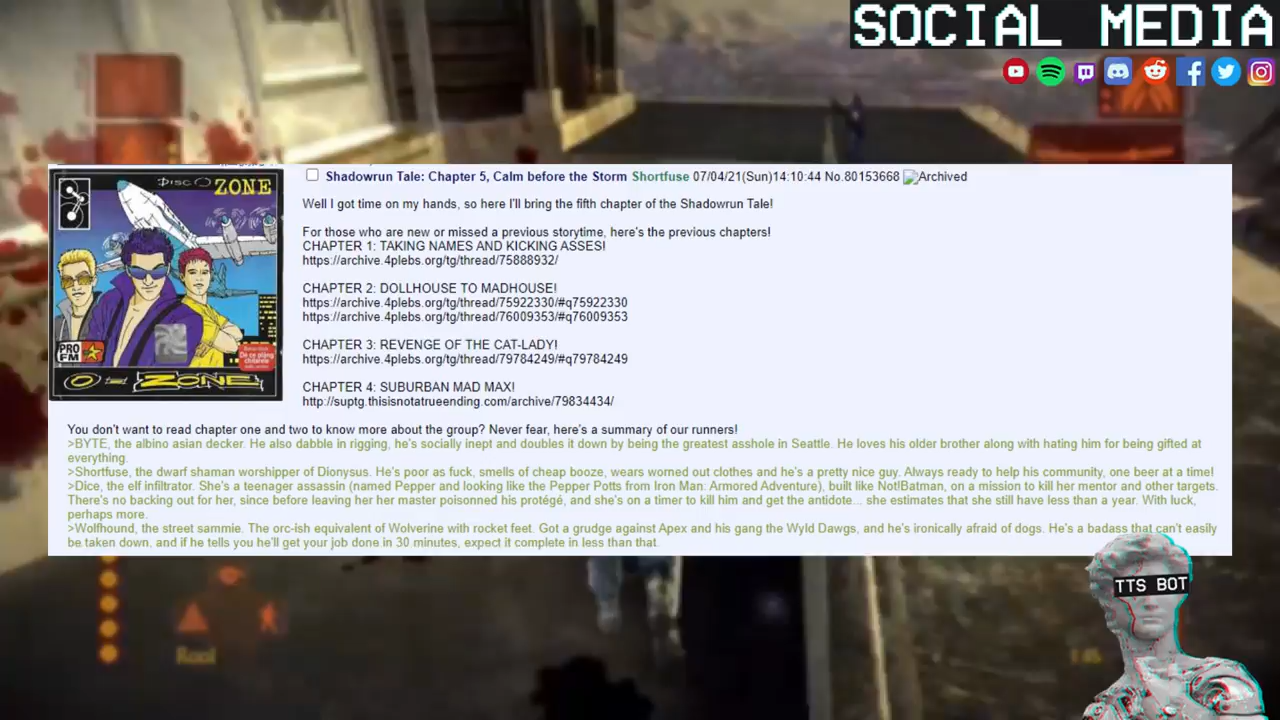 SOCIAL MEDIA
DISCO ZONE
PRO FM
O-ZONE
Shadowrun Tale: Chapter 5, Calm before the Storm Shortfuse 07/04/21(Sun)14:10:44 No.80153668 Archived
Well I got time on my hands, so here I'll bring the fifth chapter of the Shadowrun Tale!
For those who are new or missed a previous storytime, here's the previous chapters!
CHAPTER 1: TAKING NAMES AND KICKING ASSES!
https://archive.4plebs.org/tg/thread/75888932/
CHAPTER 2: DOLLHOUSE TO MADHOUSE!
https://archive.4plebs.org/tg/thread/75922330/#q75922330
https://archive.4plebs.org/tg/thread/76009353/#q76009353
CHAPTER 3: REVENGE OF THE CAT-LADY!
https://archive.4plebs.org/tg/thread/79784249/#q79784249
CHAPTER 4: SUBURBAN MAD MAX!
http://suptg.thisisnotatrueending.com/archive/79834434/
You don't want to read chapter one and two to know more about the group? Never fear, here's a summary of our runners!
>BYTE, the albino asian decker. He also dabble in rigging, he's socially inept and doubles it down by being the greatest asshole in Seattle. He loves his older brother along with hating him for being gifted at
everything.
>Shortfuse, the dwarf shaman worshipper of Dionysus. He's poor as fuck, smells of cheap booze, wears worned out clothes and he's a pretty nice guy. Always ready to help his community, one beer at a time!
>Dice, the elf infiltrator. She's a teenager assassin (named Pepper and looking like the Pepper Potts from Iron Man: Armored Adventure), built like Not!Batman, on a mission to kill her mentor and other targets.
There's no backing out for her, since before leaving her her master poisonned his protégé, and she's on a timer to kill him and get the antidote... she estimates that she still have less than a year. With luck,
perhaps more.
>Wolfhound, the street sammie. The orc-ish equivalent of Wolverine with rocket feet. Got a grudge against Apex and his gang the Wyld Dawgs, and he's ironically afraid of dogs. He's a badass that can't easily
be taken down, and if he tells you he'll get your job done in 30 minutes, expect it complete in less than that.
TTS BOT